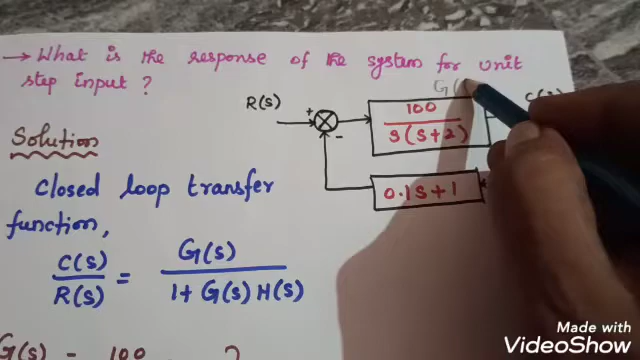 → What is the response of the system for unit
step input ?
G(
R(s)
+
-
100
S(S+2)
C(s)
Solution
0.1S+1
Closed loop transfer
function,
C(s)
R(s)
=
G(s)
1+ G(s) H(s)
G(s) = 100
Made with
VideoShow